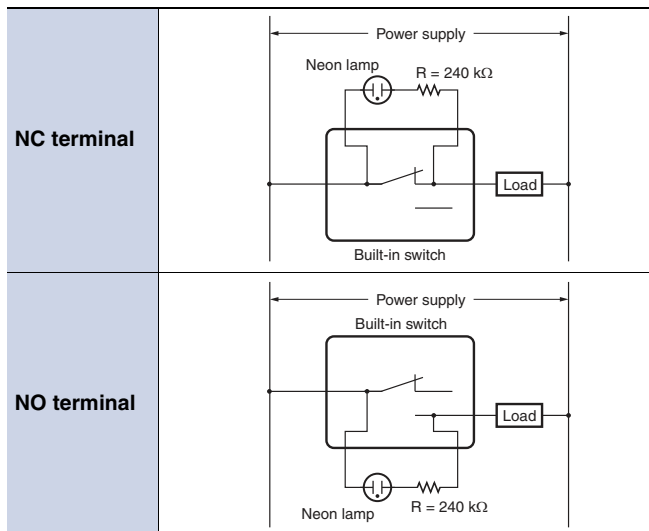 NC terminal
Power supply
Neon lamp
R = 240 kΩ
Load
Built-in switch
NO terminal
Power supply
Built-in switch
Load
Neon lamp
R = 240 kΩ